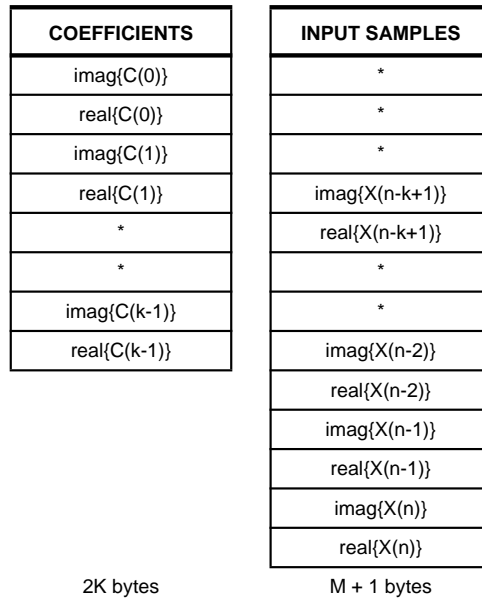 COEFFICIENTS
imag{C(0)}
real{C(0)}
imag{C(1)}
real{C(1)}
*
*
imag{C(k-1)}
real{C(k-1)}
2K bytes
INPUT SAMPLES
*
*
*
imag{X(n-k+1)}
real{X(n-k+1)}
*
*
imag{X(n-2)}
real{X(n-2)}
imag{X(n-1)}
real{X(n-1)}
imag{X(n)}
real{X(n)}
M + 1 bytes